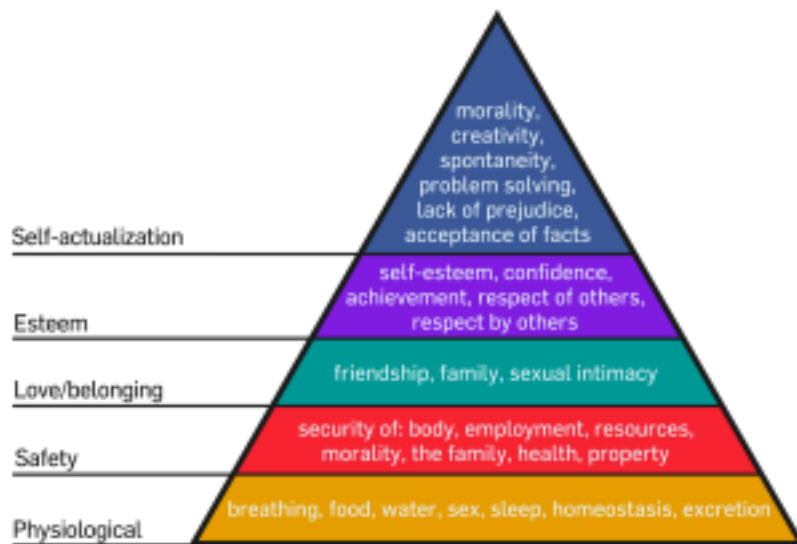 morality,
creativity,
spontaneity,
problem solving,
lack of prejudice,
acceptance of facts
Self-actualization
self-esteem, confidence,
achievement, respect of others,
respect by others
Esteem
friendship, family, sexual intimacy
Love/belonging
security of: body, employment, resources,
morality, the family, health, property
Safety
breathing, food, water, sex, sleep, homeostasis, excretion
Physiological